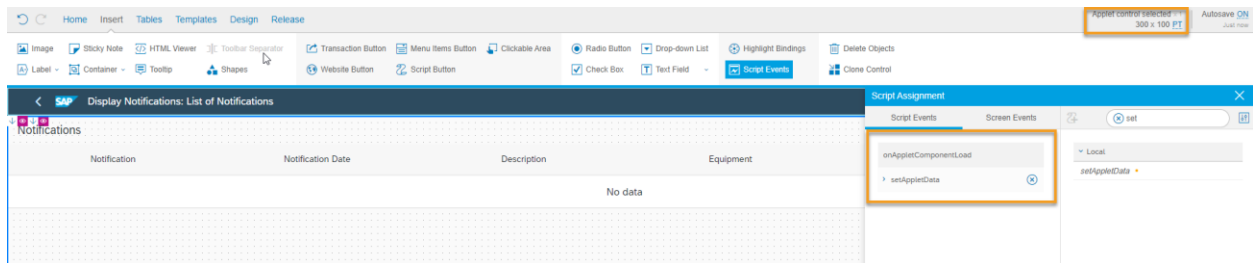 Home Insert Tables Templates Design Release
Applet control selected
300 x 100 PT
Autosave ON
Just now
Image Sticky Note HTML Viewer Toolbar Separator Transaction Button Menu Items Button Clickable Area Radio Button Drop-down List Highlight Bindings Delete Objects
Label Container Tooltip Shapes Website Button Script Button Check Box Text Field Script Events Clone Control
SAP Display Notifications: List of Notifications
Script Assignment
Script Events Screen Events
set
Notifications
Notification Notification Date Description Equipment
No data
onAppletComponentLoad
setAppletData
Local
setAppletData